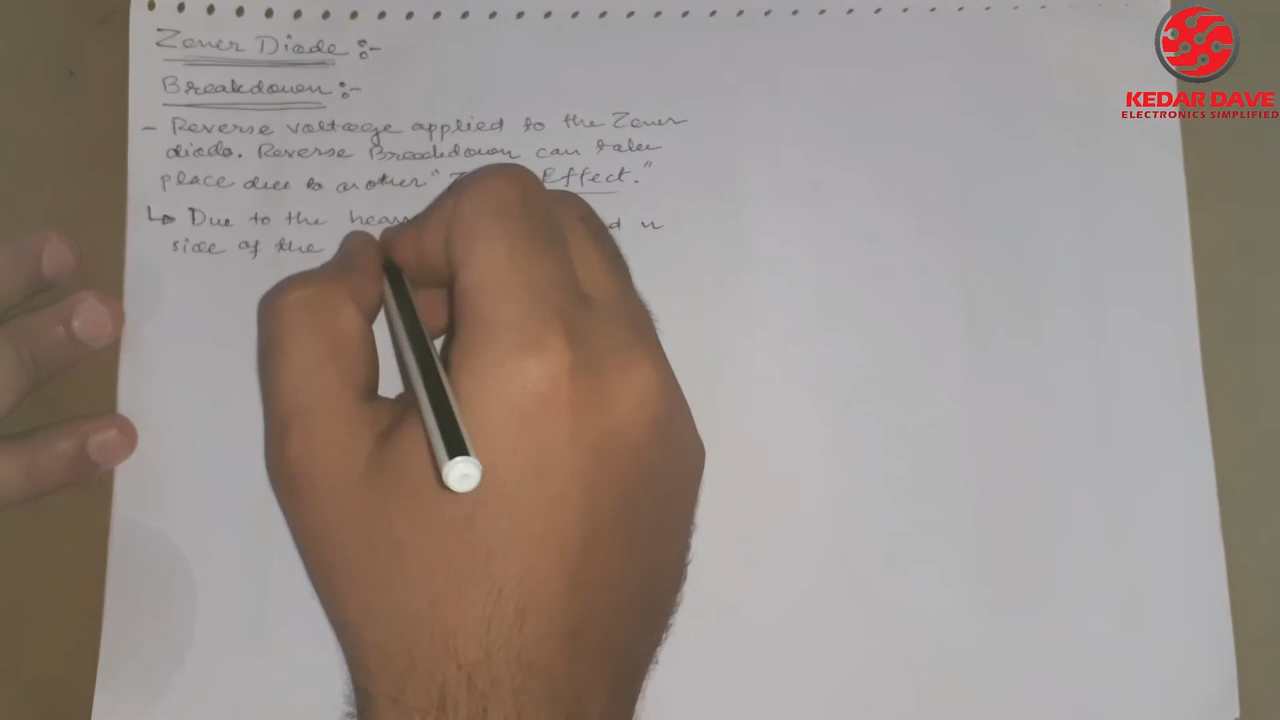 Zener Diode :-
Breakdown :-
- Reverse voltage applied to the Zener
diode. Reverse Breakdown can take
place due to another " Effect."
↳ Due to the
side of the
KEDAR DAVE
ELECTRONICS SIMPLIFIED